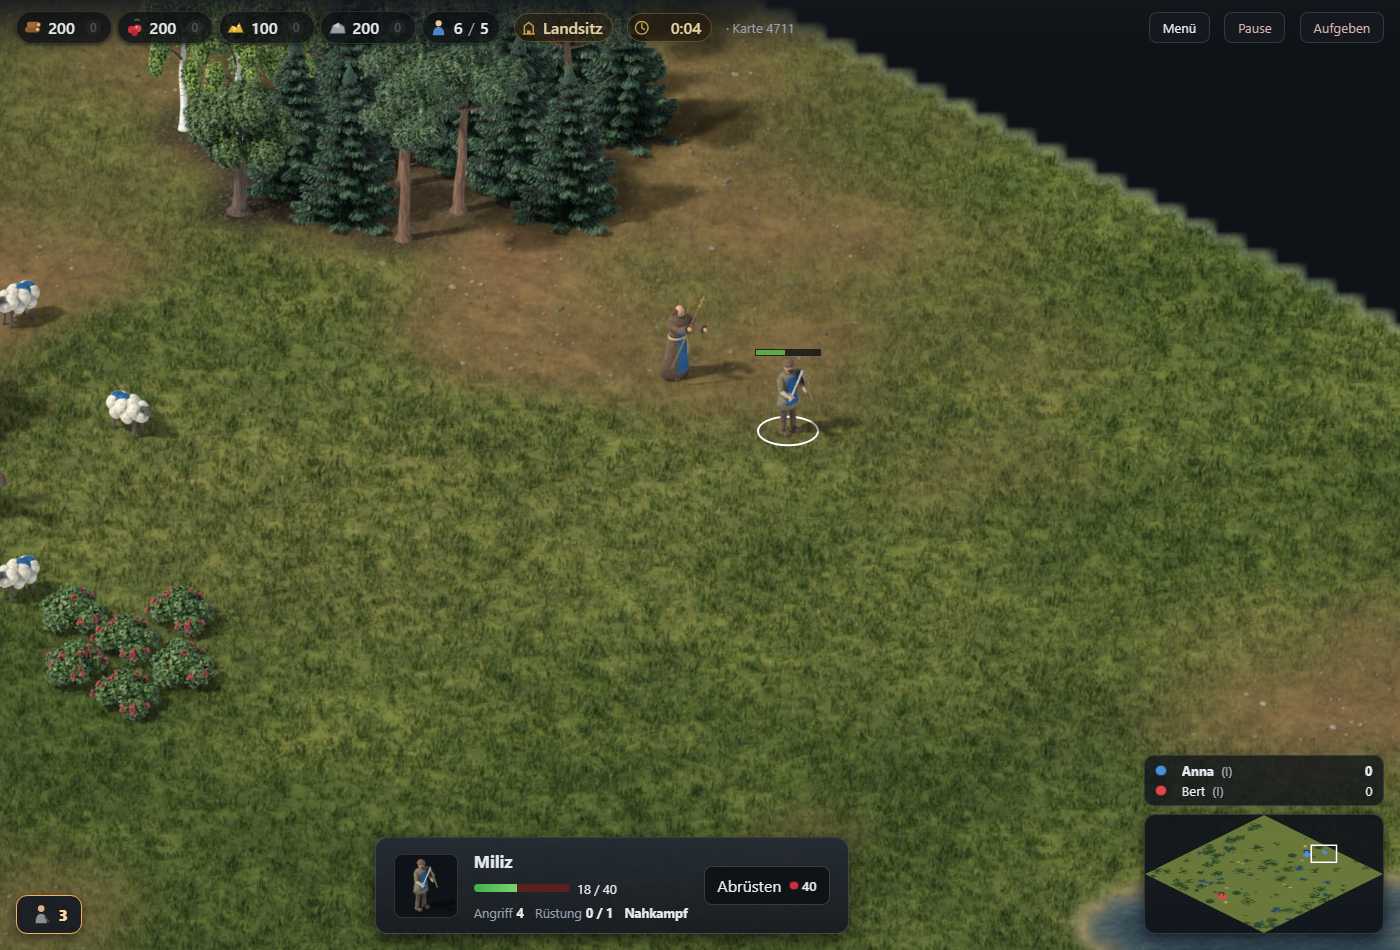 200 0 200 0 100 0 200 0 6 / 5 Landsitz 0:04 · Karte 4711 Menü Pause Aufgeben
Anna (I) 0
Bert (I) 0
Miliz
18 / 40
Abrüsten 40
Angriff 4 Rüstung 0 / 1 Nahkampf
3